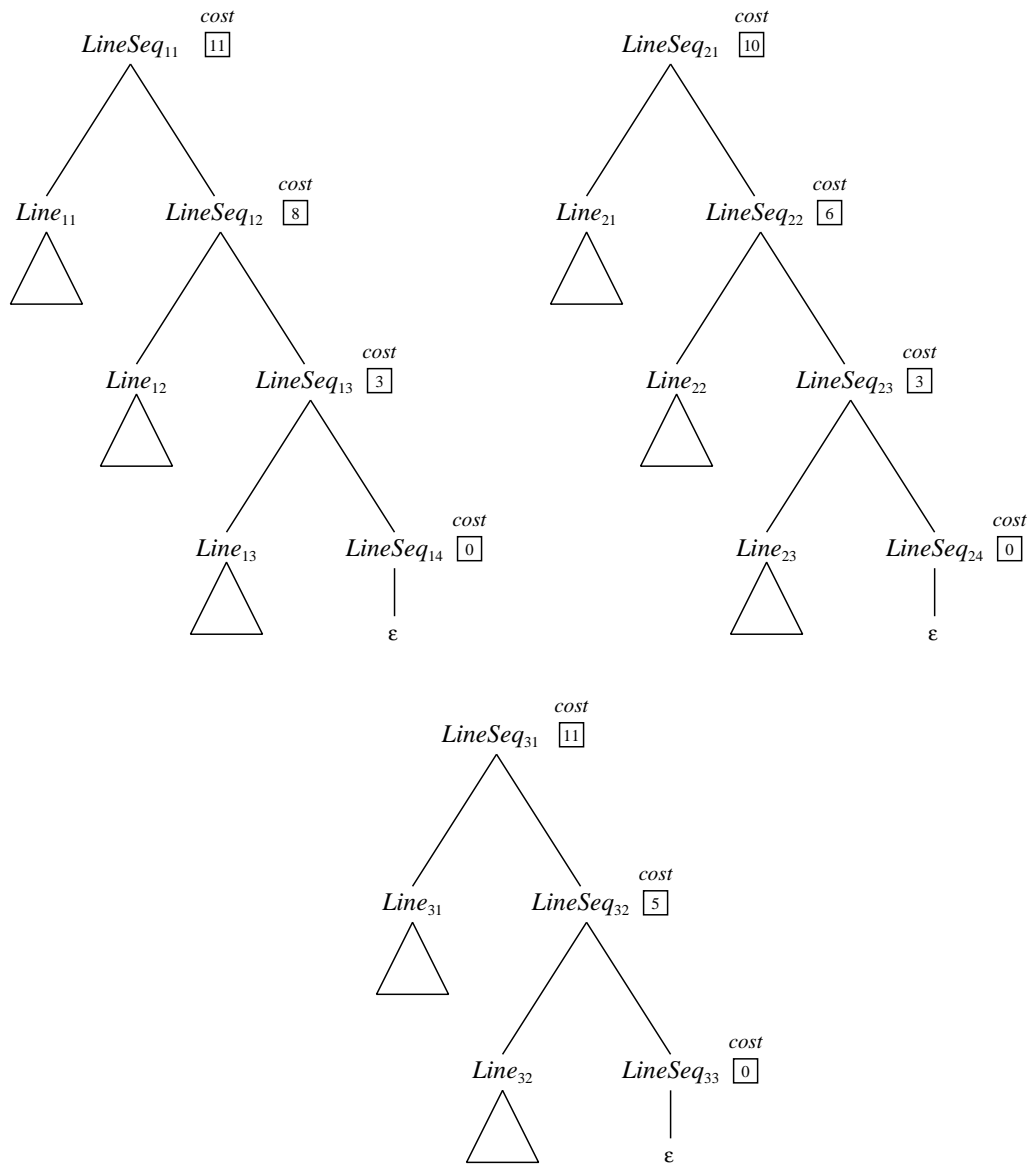 cost cost
LineSeq₁₁ 11 LineSeq₂₁ 10
cost cost
Line₁₁ LineSeq₁₂ 8 Line₂₁ LineSeq₂₂ 6
cost cost
Line₁₂ LineSeq₁₃ 3 Line₂₂ LineSeq₂₃ 3
cost cost
Line₁₃ LineSeq₁₄ 0 Line₂₃ LineSeq₂₄ 0
ε ε
cost
LineSeq₃₁ 11
cost
Line₃₁ LineSeq₃₂ 5
cost
Line₃₂ LineSeq₃₃ 0
ε